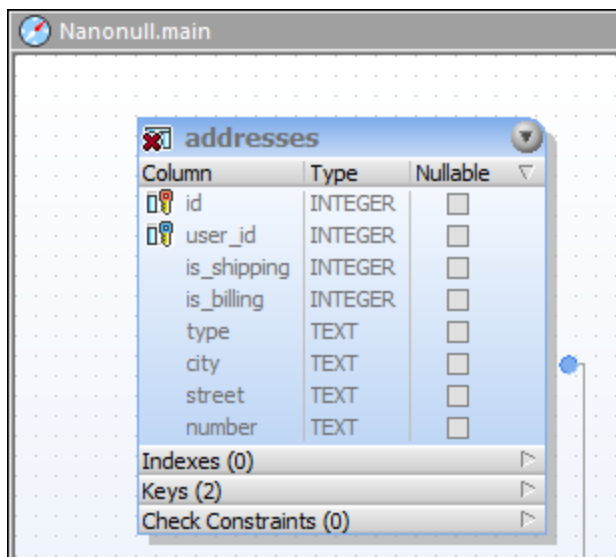 Nanonull.main
addresses
Column Type Nullable
id INTEGER
user_id INTEGER
is_shipping INTEGER
is_billing INTEGER
type TEXT
city TEXT
street TEXT
number TEXT
Indexes (0)
Keys (2)
Check Constraints (0)